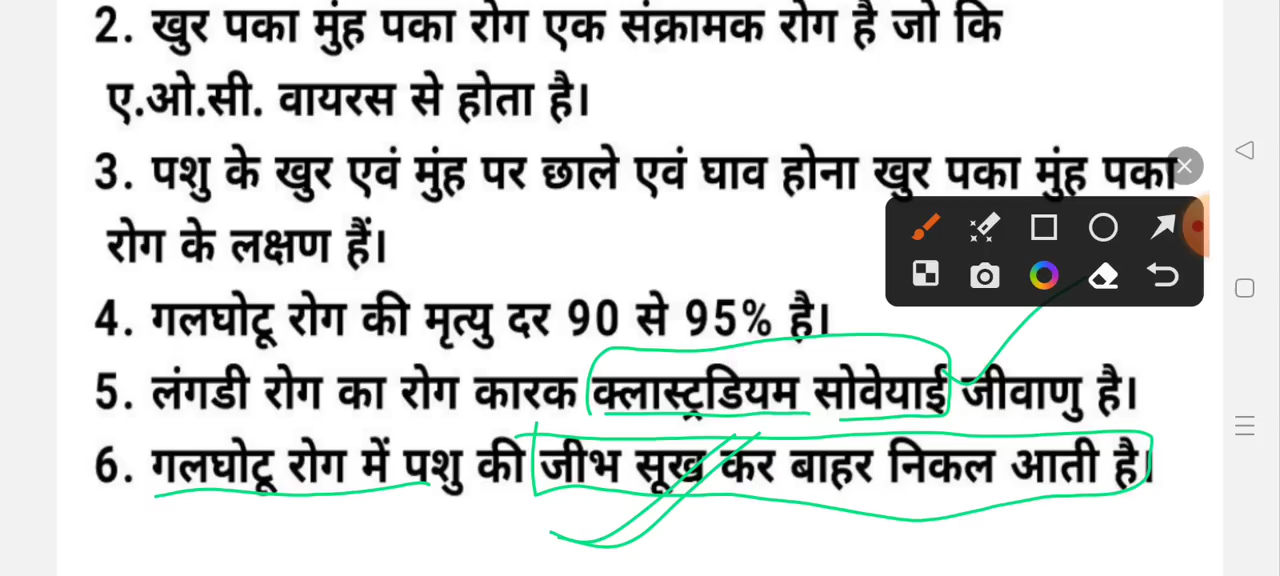 2. खुर पका मुंह पका रोग एक संक्रामक रोग है जो कि
ए.ओ.सी. वायरस से होता है।
3. पशु के खुर एवं मुंह पर छाले एवं घाव होना खुर पका मुंह पका
रोग के लक्षण हैं।
4. गलघोटू रोग की मृत्यु दर 90 से 95% है।
5. लंगडी रोग का रोग कारक क्लास्ट्रडियम सोवेयाई जीवाणु है।
6. गलघोटू रोग में पशु की जीभ सूख कर बाहर निकल आती है।